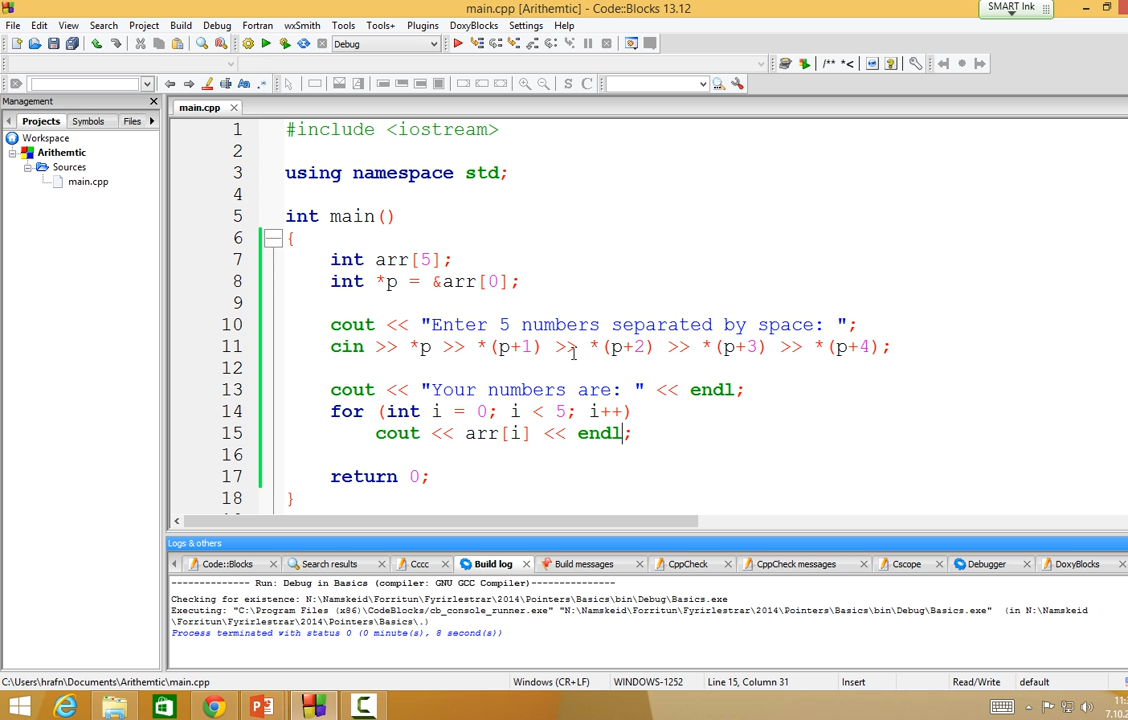 main.cpp [Arithemtic] - Code::Blocks 13.12
SMART Ink
File Edit View Search Project Build Debug Fortran wxSmith Tools Tools+ Plugins DoxyBlocks Settings Help
Debug
/** *<
S C
Management
main.cpp
Projects Symbols Files
Workspace
Arithemtic
Sources
main.cpp
1 #include <iostream>
2
3 using namespace std;
4
5 int main()
6 {
7 int arr[5];
8 int *p = &arr[0];
9
10 cout << "Enter 5 numbers separated by space: ";
11 cin >> *p >> *(p+1) >> *(p+2) >> *(p+3) >> *(p+4);
12
13 cout << "Your numbers are: " << endl;
14 for (int i = 0; i < 5; i++)
15 cout << arr[i] << endl;
16
17 return 0;
18 }
Logs & others
Code::Blocks Search results Cccc Build log Build messages CppCheck CppCheck messages Cscope Debugger DoxyBlocks
-------------- Run: Debug in Basics (compiler: GNU GCC Compiler)---------------
Checking for existence: N:\Namskeid\Forritun\Fyrirlestrar\2014\Pointers\Basics\bin\Debug\Basics.exe
Executing: "C:\Program Files (x86)\CodeBlocks/cb_console_runner.exe" "N:\Namskeid\Forritun\Fyrirlestrar\2014\Pointers\Basics\bin\Debug\Basics.exe" (in N:\Namskeid
\Forritun\Fyrirlestrar\2014\Pointers\Basics\.)
Process terminated with status 0 (0 minute(s), 8 second(s))
C:\Users\hrafn\Documents\Arithemtic\main.cpp Windows (CR+LF) WINDOWS-1252 Line 15, Column 31 Insert Read/Write default